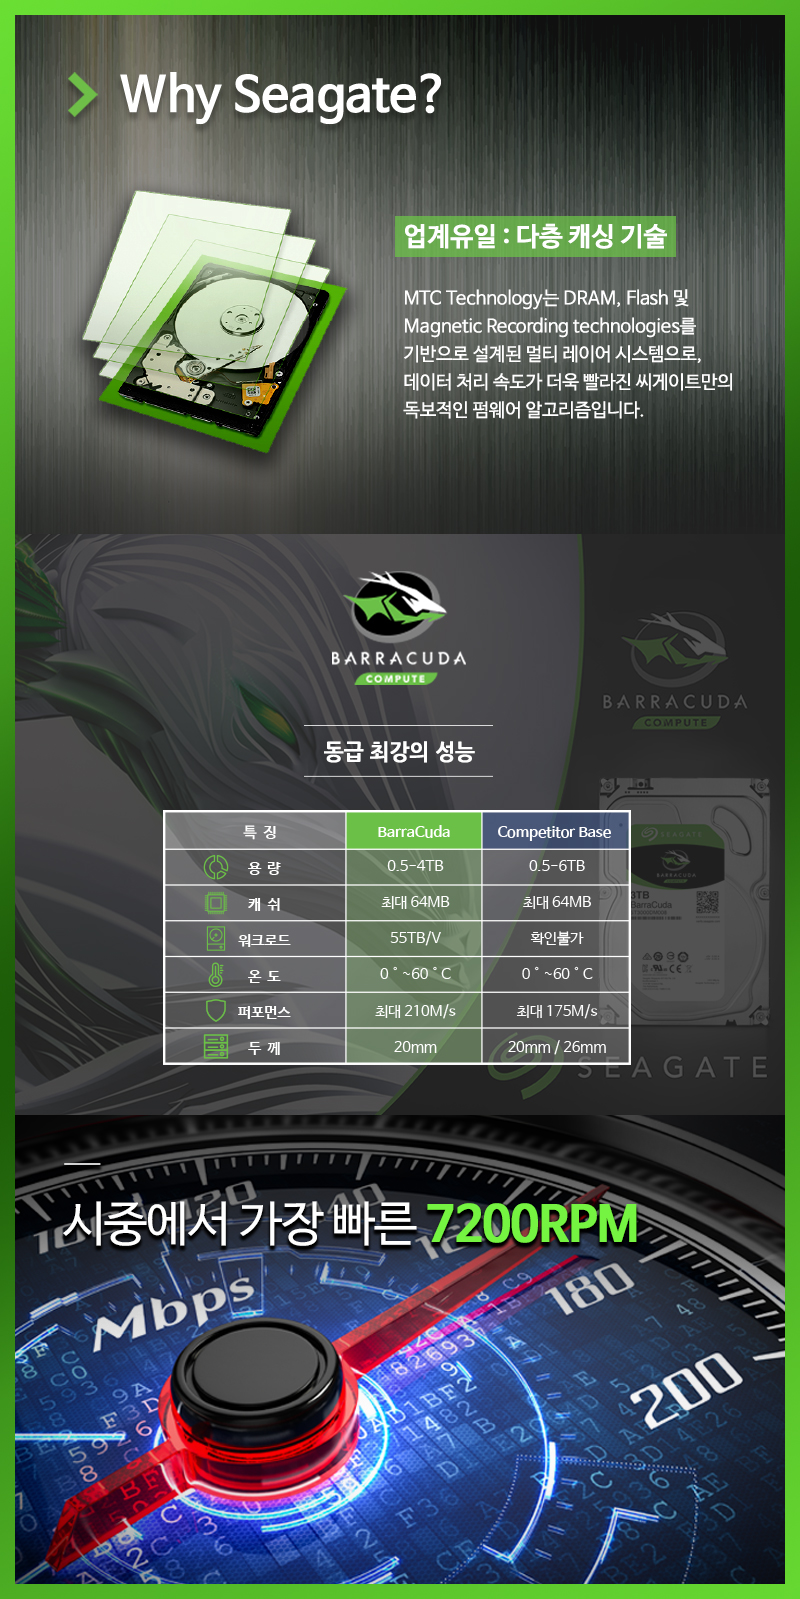 Why Seagate?
업계유일 : 다층 캐싱 기술
MTC Technology는 DRAM, Flash 및
Magnetic Recording technologies를
기반으로 설계된 멀티 레이어 시스템으로,
데이터 처리 속도가 더욱 빨라진 씨게이트만의
독보적인 펌웨어 알고리즘입니다.
BARRACUDA
COMPUTE
BARRACUDA
COMPUTE
동급 최강의 성능
특 징 BarraCuda Competitor Base
용 량 0.5-4TB 0.5-6TB
캐 쉬 최대 64MB 최대 64MB
워크로드 55TB/V 확인불가
온 도 0˚~60˚C 0˚~60˚C
퍼포먼스 최대 210M/s 최대 175M/s
두 께 20mm 20mm / 26mm
SEAGATE
BARRACUDA
3TB
BarraCuda
SEAGATE
시중에서 가장 빠른 7200RPM
Mbps
180
200